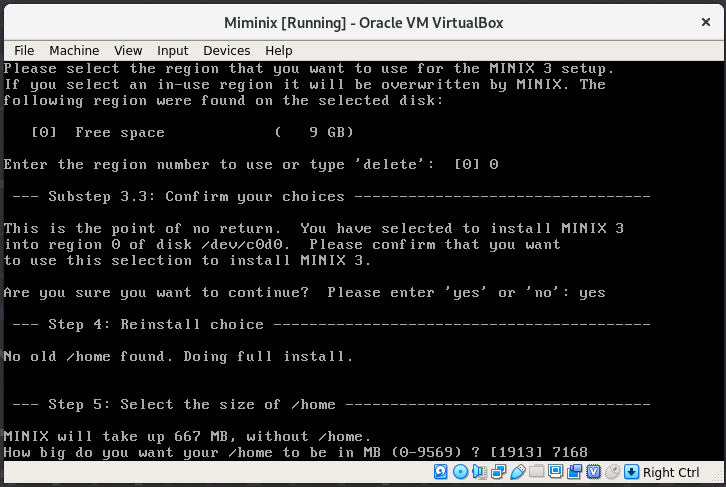 Miminix [Running] - Oracle VM VirtualBox
File Machine View Input Devices Help
Please select the region that you want to use for the MINIX 3 setup.
If you select an in-use region it will be overwritten by MINIX. The
following region were found on the selected disk:
[0] Free space ( 9 GB)
Enter the region number to use or type 'delete': [0] 0
--- Substep 3.3: Confirm your choices ---------------------------------
This is the point of no return. You have selected to install MINIX 3
into region 0 of disk /dev/c0d0. Please confirm that you want
to use this selection to install MINIX 3.
Are you sure you want to continue? Please enter 'yes' or 'no': yes
--- Step 4: Reinstall choice ------------------------------------------
No old /home found. Doing full install.
--- Step 5: Select the size of /home ----------------------------------
MINIX will take up 667 MB, without /home.
How big do you want your /home to be in MB (0-9569) ? [1913] 7168
Right Ctrl